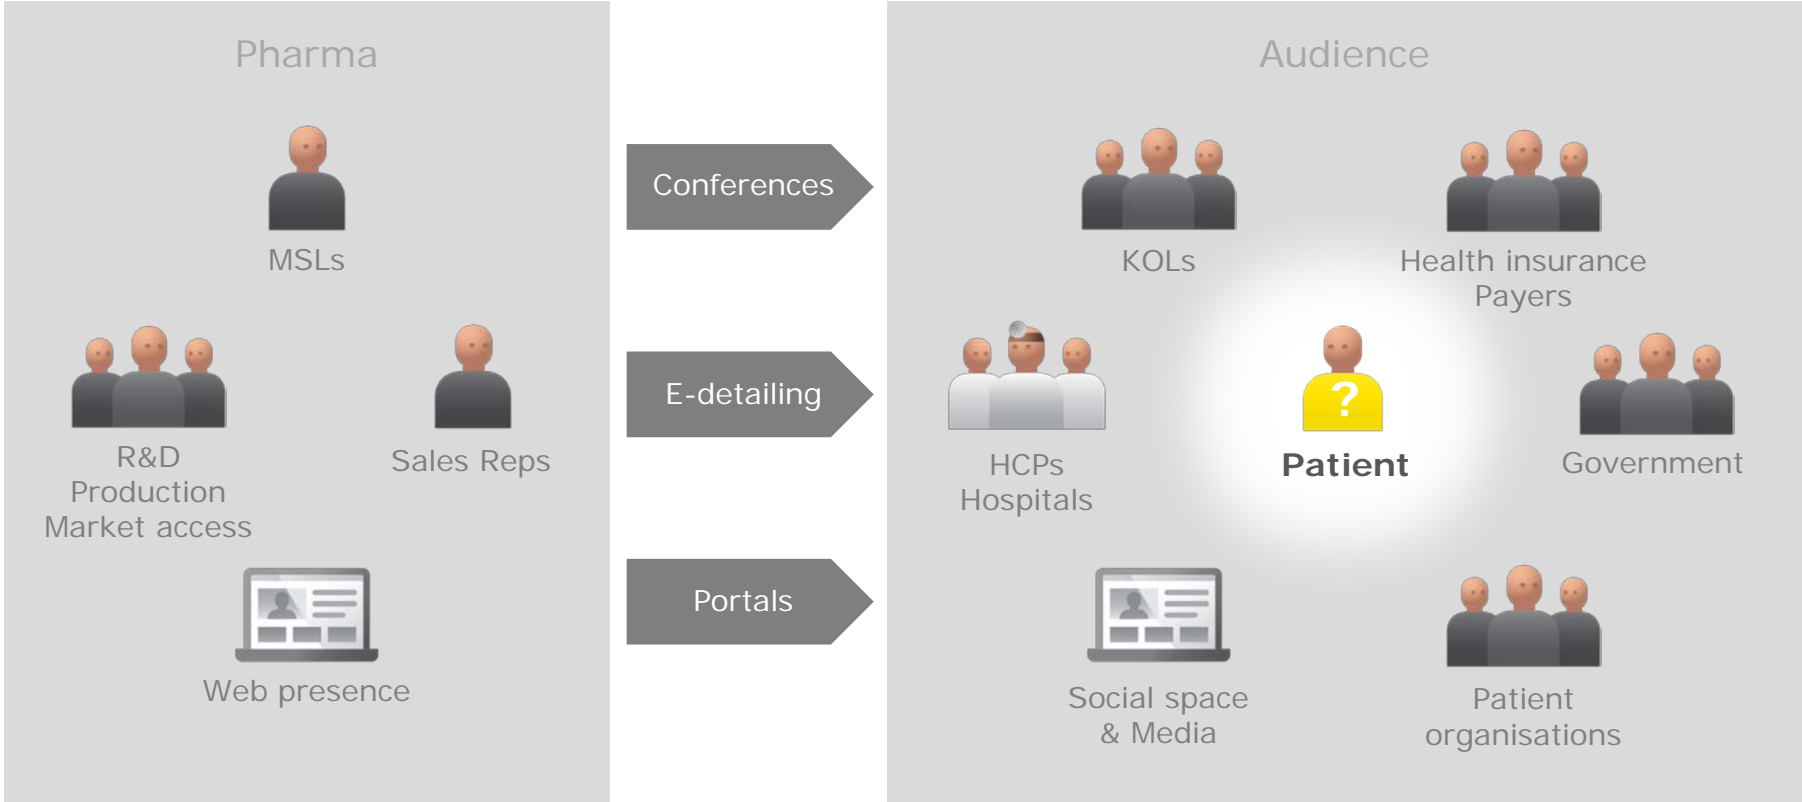 Pharma
MSLs
R&D
Production
Market access
Sales Reps
Web presence
Conferences
E-detailing
Portals
Audience
KOLs
Health insurance
Payers
HCPs
Hospitals
?
Patient
Government
Social space
& Media
Patient
organisations